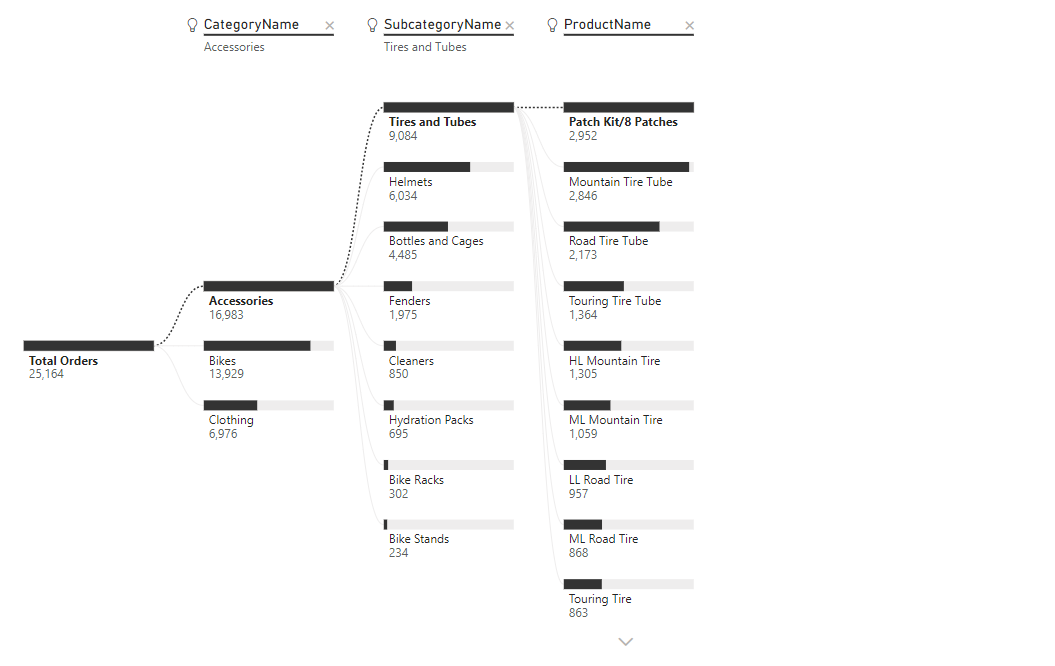 CategoryName
Accessories
SubcategoryName
Tires and Tubes
ProductName
Total Orders
25,164
Accessories
16,983
Bikes
13,929
Clothing
6,976
Tires and Tubes
9,084
Helmets
6,034
Bottles and Cages
4,485
Fenders
1,975
Cleaners
850
Hydration Packs
695
Bike Racks
302
Bike Stands
234
Patch Kit/8 Patches
2,952
Mountain Tire Tube
2,846
Road Tire Tube
2,173
Touring Tire Tube
1,364
HL Mountain Tire
1,305
ML Mountain Tire
1,059
LL Road Tire
957
ML Road Tire
868
Touring Tire
863